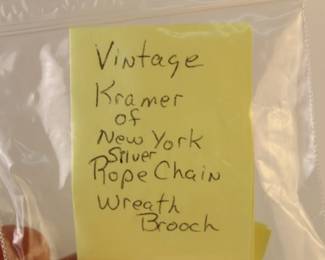 Vintage
Kramer
of
New York
Silver
Rope Chain
Wreath
Brooch